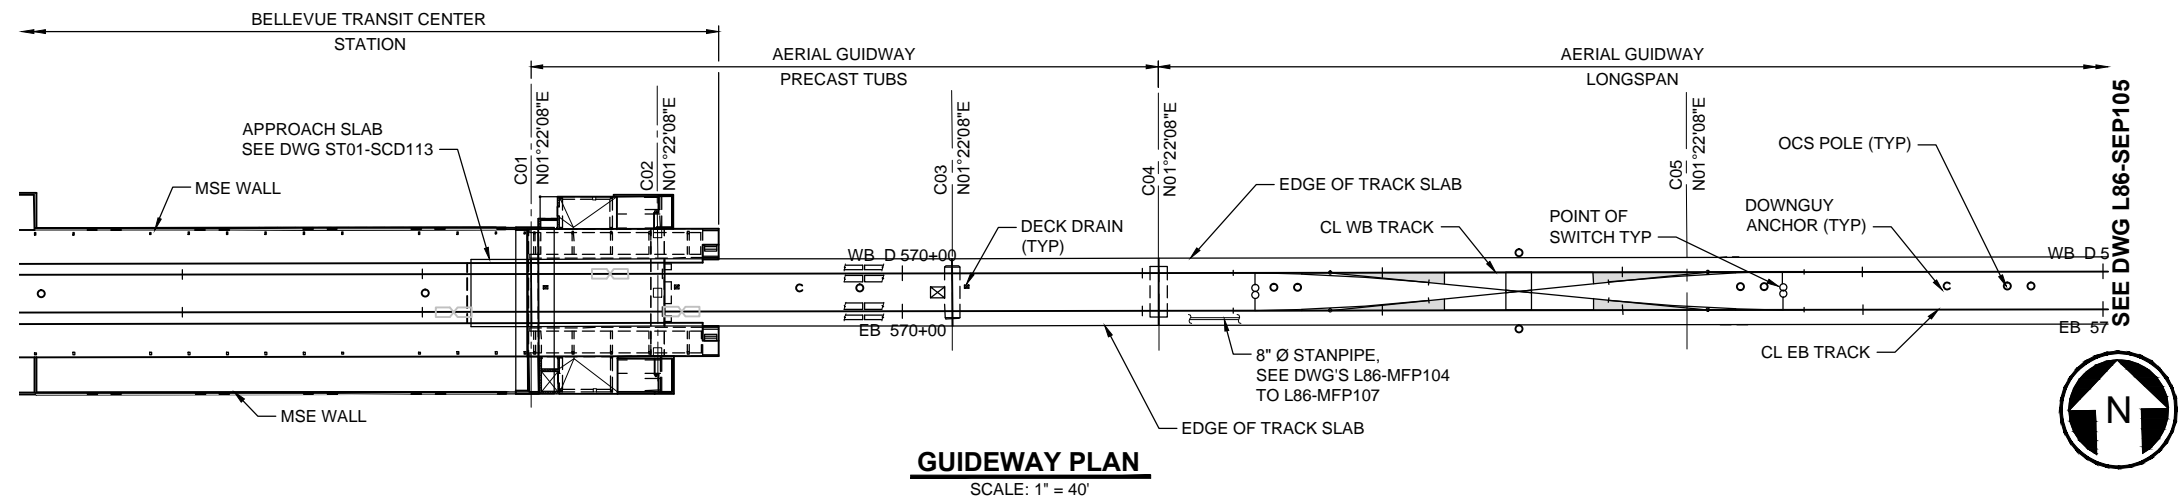 BELLEVUE TRANSIT CENTER
STATION
AERIAL GUIDWAY
PRECAST TUBS
AERIAL GUIDWAY
LONGSPAN
SEE DWG L86-SEP105
APPROACH SLAB
SEE DWG ST01-SCD113
C01
N01°22'08"E
C02
N01°22'08"E
C03
N01°22'08"E
C04
N01°22'08"E
C05
N01°22'08"E
OCS POLE (TYP)
MSE WALL
EDGE OF TRACK SLAB
DECK DRAIN
(TYP)
CL WB TRACK
POINT OF
SWITCH TYP
DOWNGUY
ANCHOR (TYP)
WB D 570+00
WB D 5
EB 570+00
EB 57
8" Ø STANPIPE,
SEE DWG'S L86-MFP104
TO L86-MFP107
CL EB TRACK
MSE WALL
EDGE OF TRACK SLAB
N
GUIDEWAY PLAN
SCALE: 1" = 40'